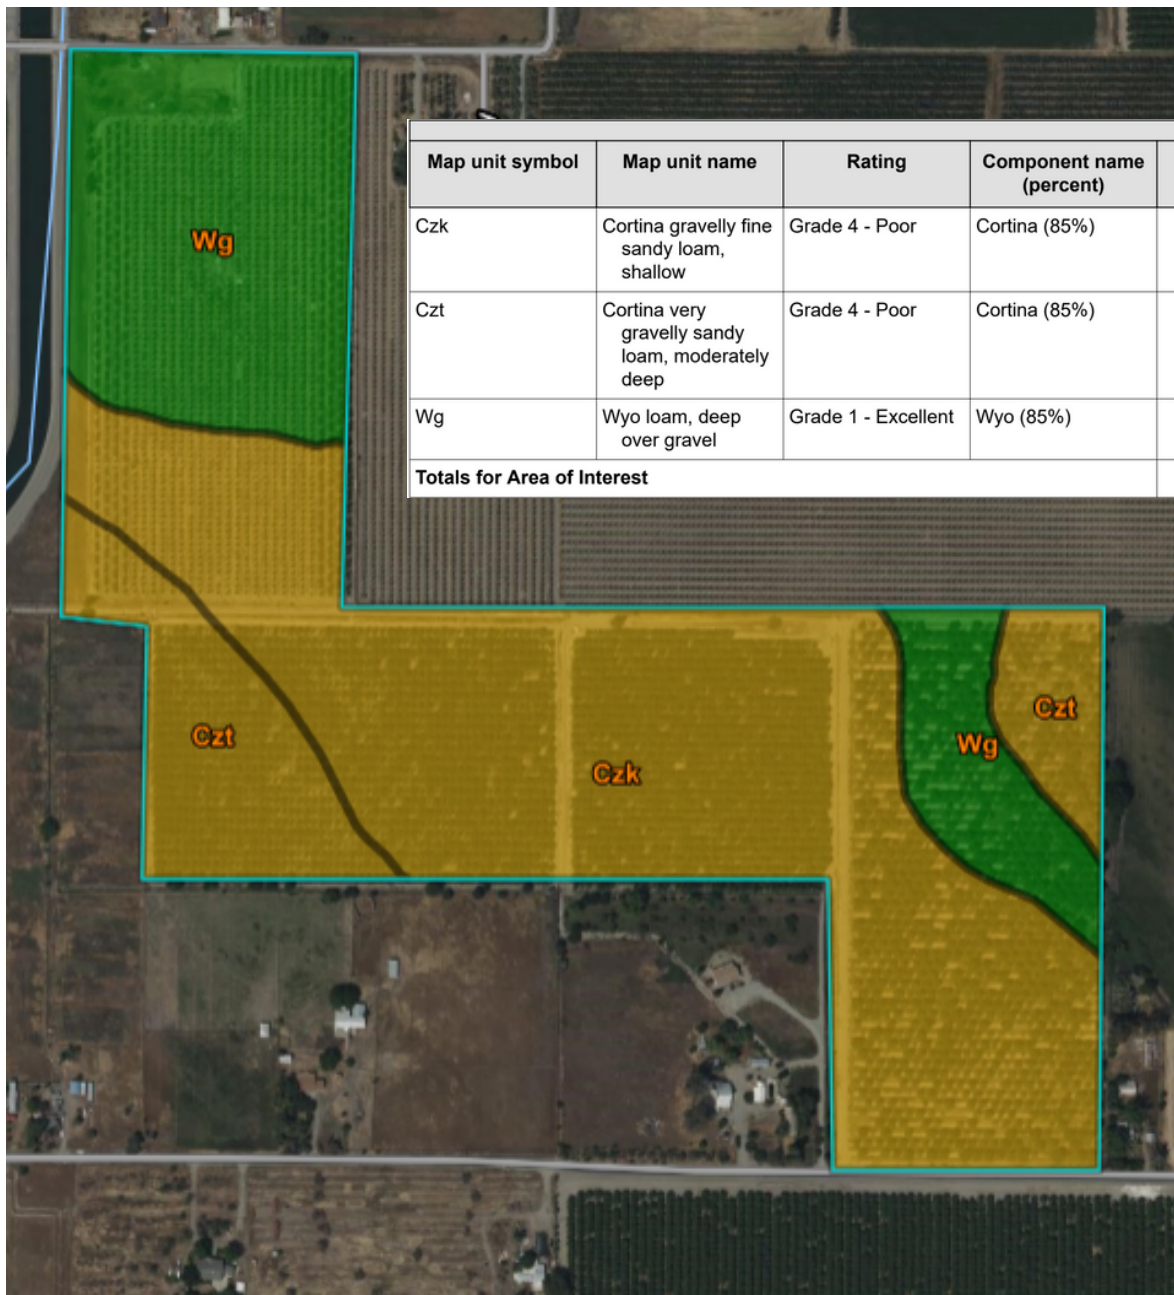 Map unit symbol Map unit name Rating Component name
(percent)
Czk Cortina gravelly fine Grade 4 - Poor Cortina (85%)
sandy loam,
shallow
Czt Cortina very Grade 4 - Poor Cortina (85%)
gravelly sandy
loam, moderately
deep
Wg Wyo loam, deep Grade 1 - Excellent Wyo (85%)
over gravel
Totals for Area of Interest
Wg
Czt
Czt
Wg
Czk